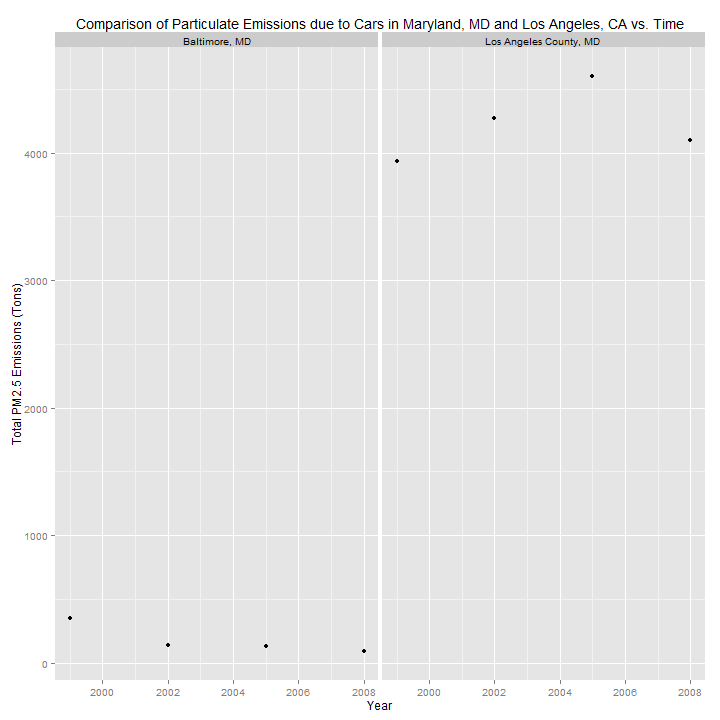 Comparison of Particulate Emissions due to Cars in Maryland, MD and Los Angeles, CA vs. Time
Baltimore, MD
Los Angeles County, MD
Total PM2.5 Emissions (Tons)
4000
3000
2000
1000
0
2000 2002 2004 2006 2008
2000 2002 2004 2006 2008
Year